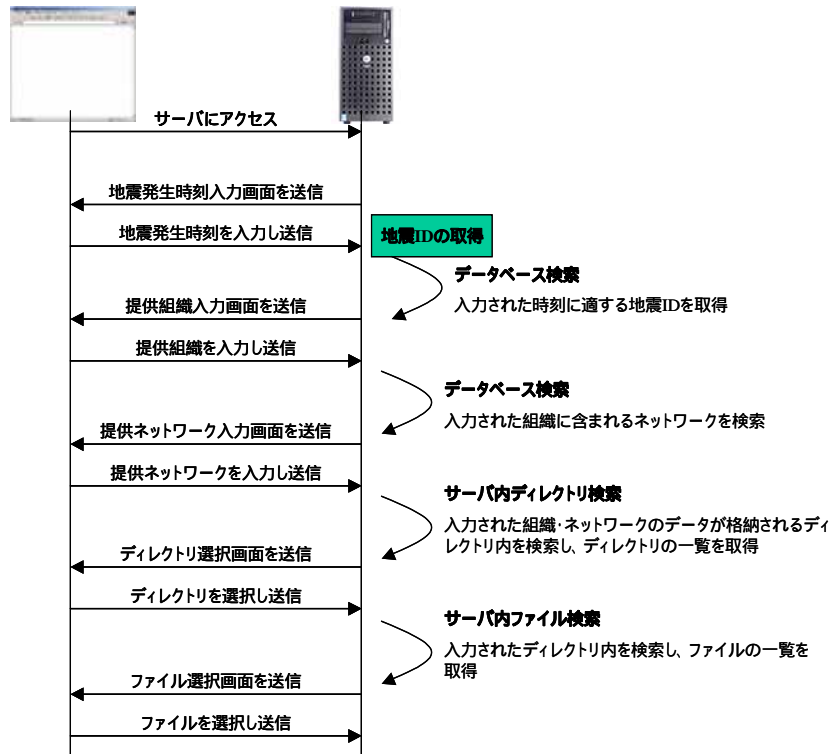 サーバにアクセス
地震発生時刻入力画面を送信
地震発生時刻を入力し送信
地震IDの取得
データベース検索
入力された時刻に適する地震IDを取得
提供組織入力画面を送信
提供組織を入力し送信
データベース検索
入力された組織に含まれるネットワークを検索
提供ネットワーク入力画面を送信
提供ネットワークを入力し送信
サーバ内ディレクトリ検索
入力された組織・ネットワークのデータが格納されるディ
レクトリ内を検索し、ディレクトリの一覧を取得
ディレクトリ選択画面を送信
ディレクトリを選択し送信
サーバ内ファイル検索
入力されたディレクトリ内を検索し、ファイルの一覧を
取得
ファイル選択画面を送信
ファイルを選択し送信